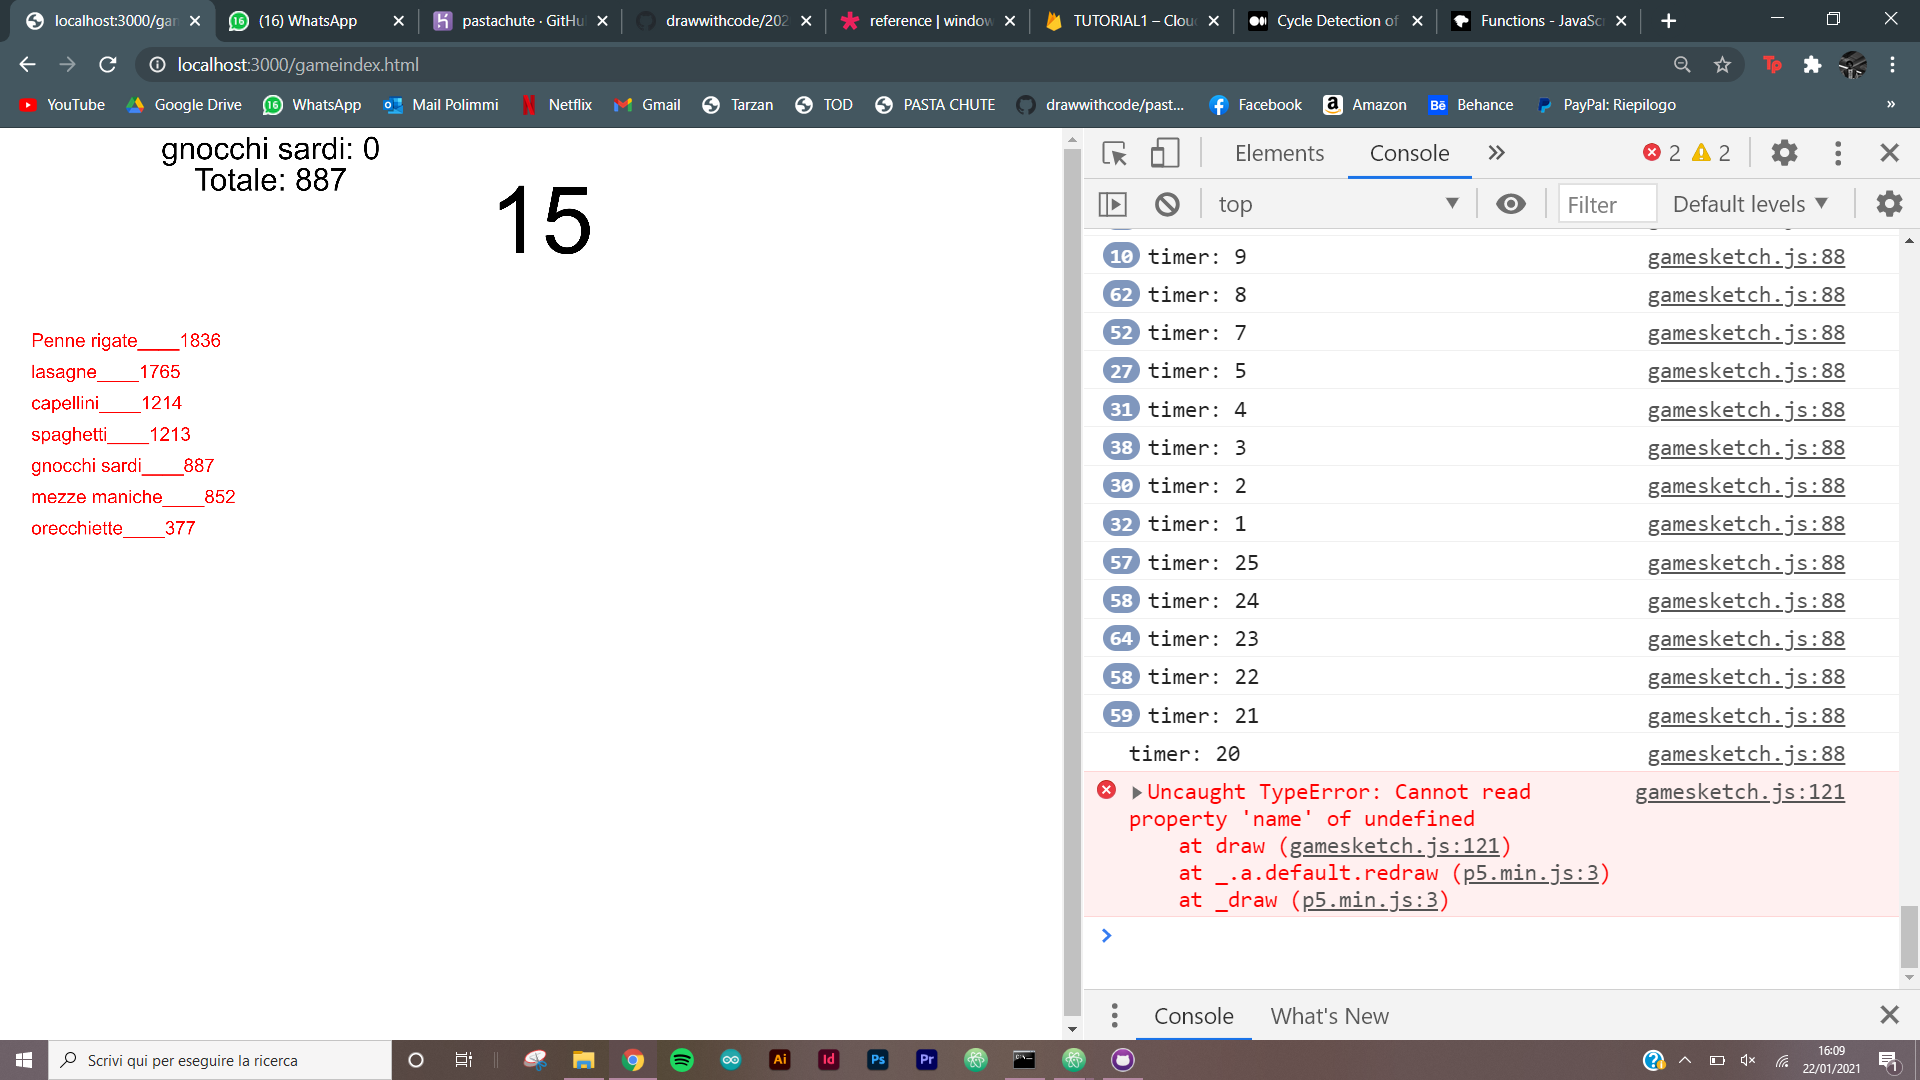 localhost:3000/gam
(16) WhatsApp
pastachute · GitHu
drawwithcode/202
reference | window
TUTORIAL1 – Clou
Cycle Detection of
Functions - JavaSc
localhost:3000/gameindex.html
YouTube
Google Drive
WhatsApp
Mail Polimmi
Netflix
Gmail
Tarzan
TOD
PASTA CHUTE
drawwithcode/past...
Facebook
Amazon
Behance
PayPal: Riepilogo
»
gnocchi sardi: 0
Totale: 887
15
Penne rigate____1836
lasagne____1765
capellini____1214
spaghetti____1213
gnocchi sardi____887
mezze maniche____852
orecchiette____377
Elements
Console
2
2
top
Filter
Default levels
10 timer: 9 gamesketch.js:88
62 timer: 8 gamesketch.js:88
52 timer: 7 gamesketch.js:88
27 timer: 5 gamesketch.js:88
31 timer: 4 gamesketch.js:88
38 timer: 3 gamesketch.js:88
30 timer: 2 gamesketch.js:88
32 timer: 1 gamesketch.js:88
57 timer: 25 gamesketch.js:88
58 timer: 24 gamesketch.js:88
64 timer: 23 gamesketch.js:88
58 timer: 22 gamesketch.js:88
59 timer: 21 gamesketch.js:88
timer: 20 gamesketch.js:88
Uncaught TypeError: Cannot read gamesketch.js:121
property 'name' of undefined
at draw (gamesketch.js:121)
at _.a.default.redraw (p5.min.js:3)
at _draw (p5.min.js:3)
Console
What's New
Scrivi qui per eseguire la ricerca
Ai
Id
Ps
Pr
16:09
22/01/2021
1